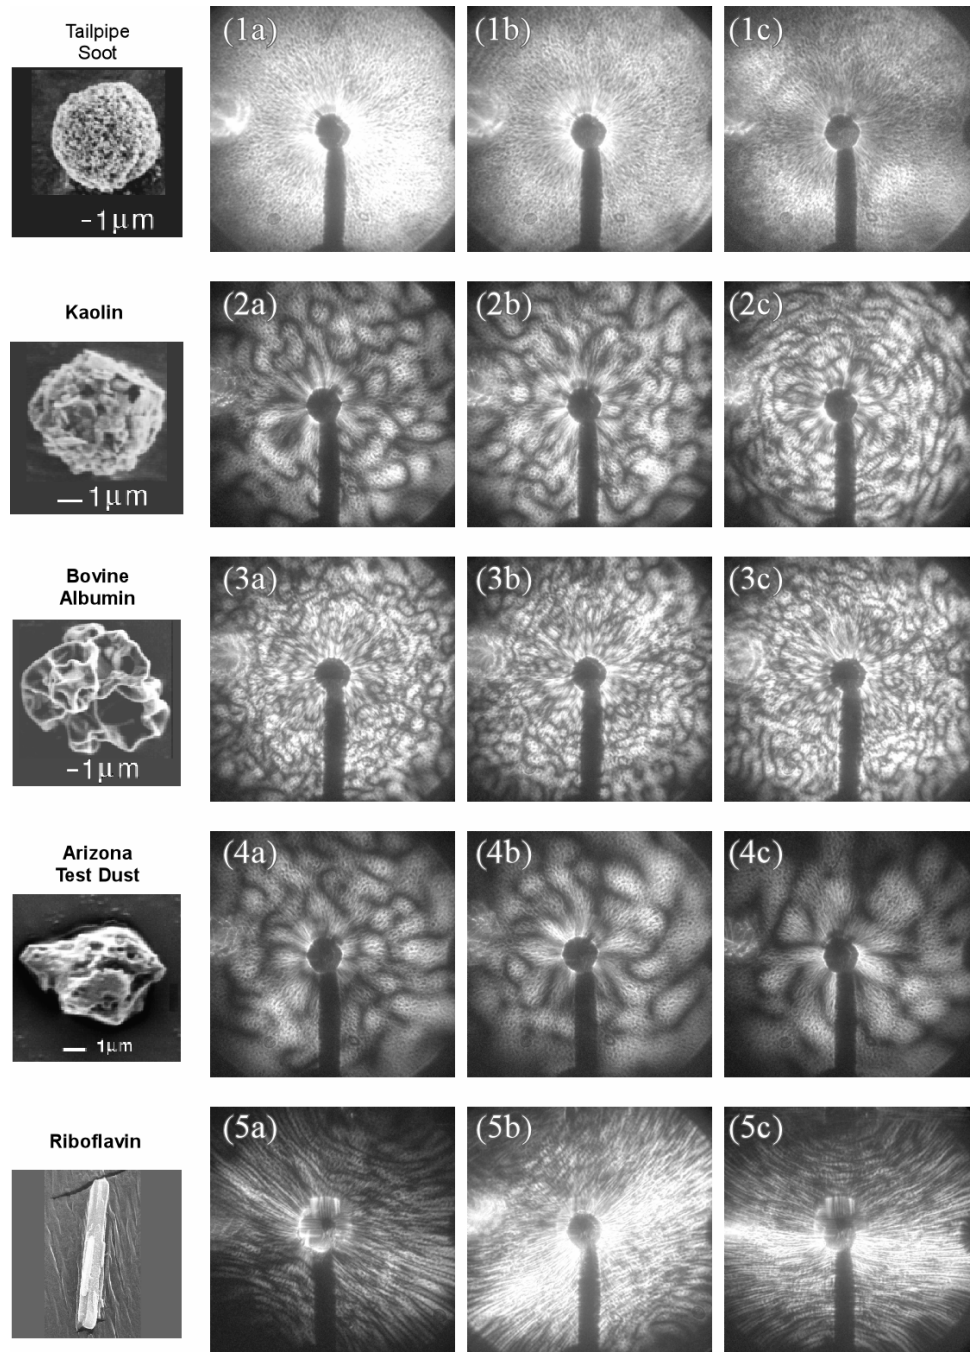 Tailpipe
Soot
–1μm
(1a)
(1b)
(1c)
Kaolin
— 1μm
(2a)
(2b)
(2c)
Bovine
Albumin
–1μm
(3a)
(3b)
(3c)
Arizona
Test Dust
— 1μm
(4a)
(4b)
(4c)
Riboflavin
(5a)
(5b)
(5c)